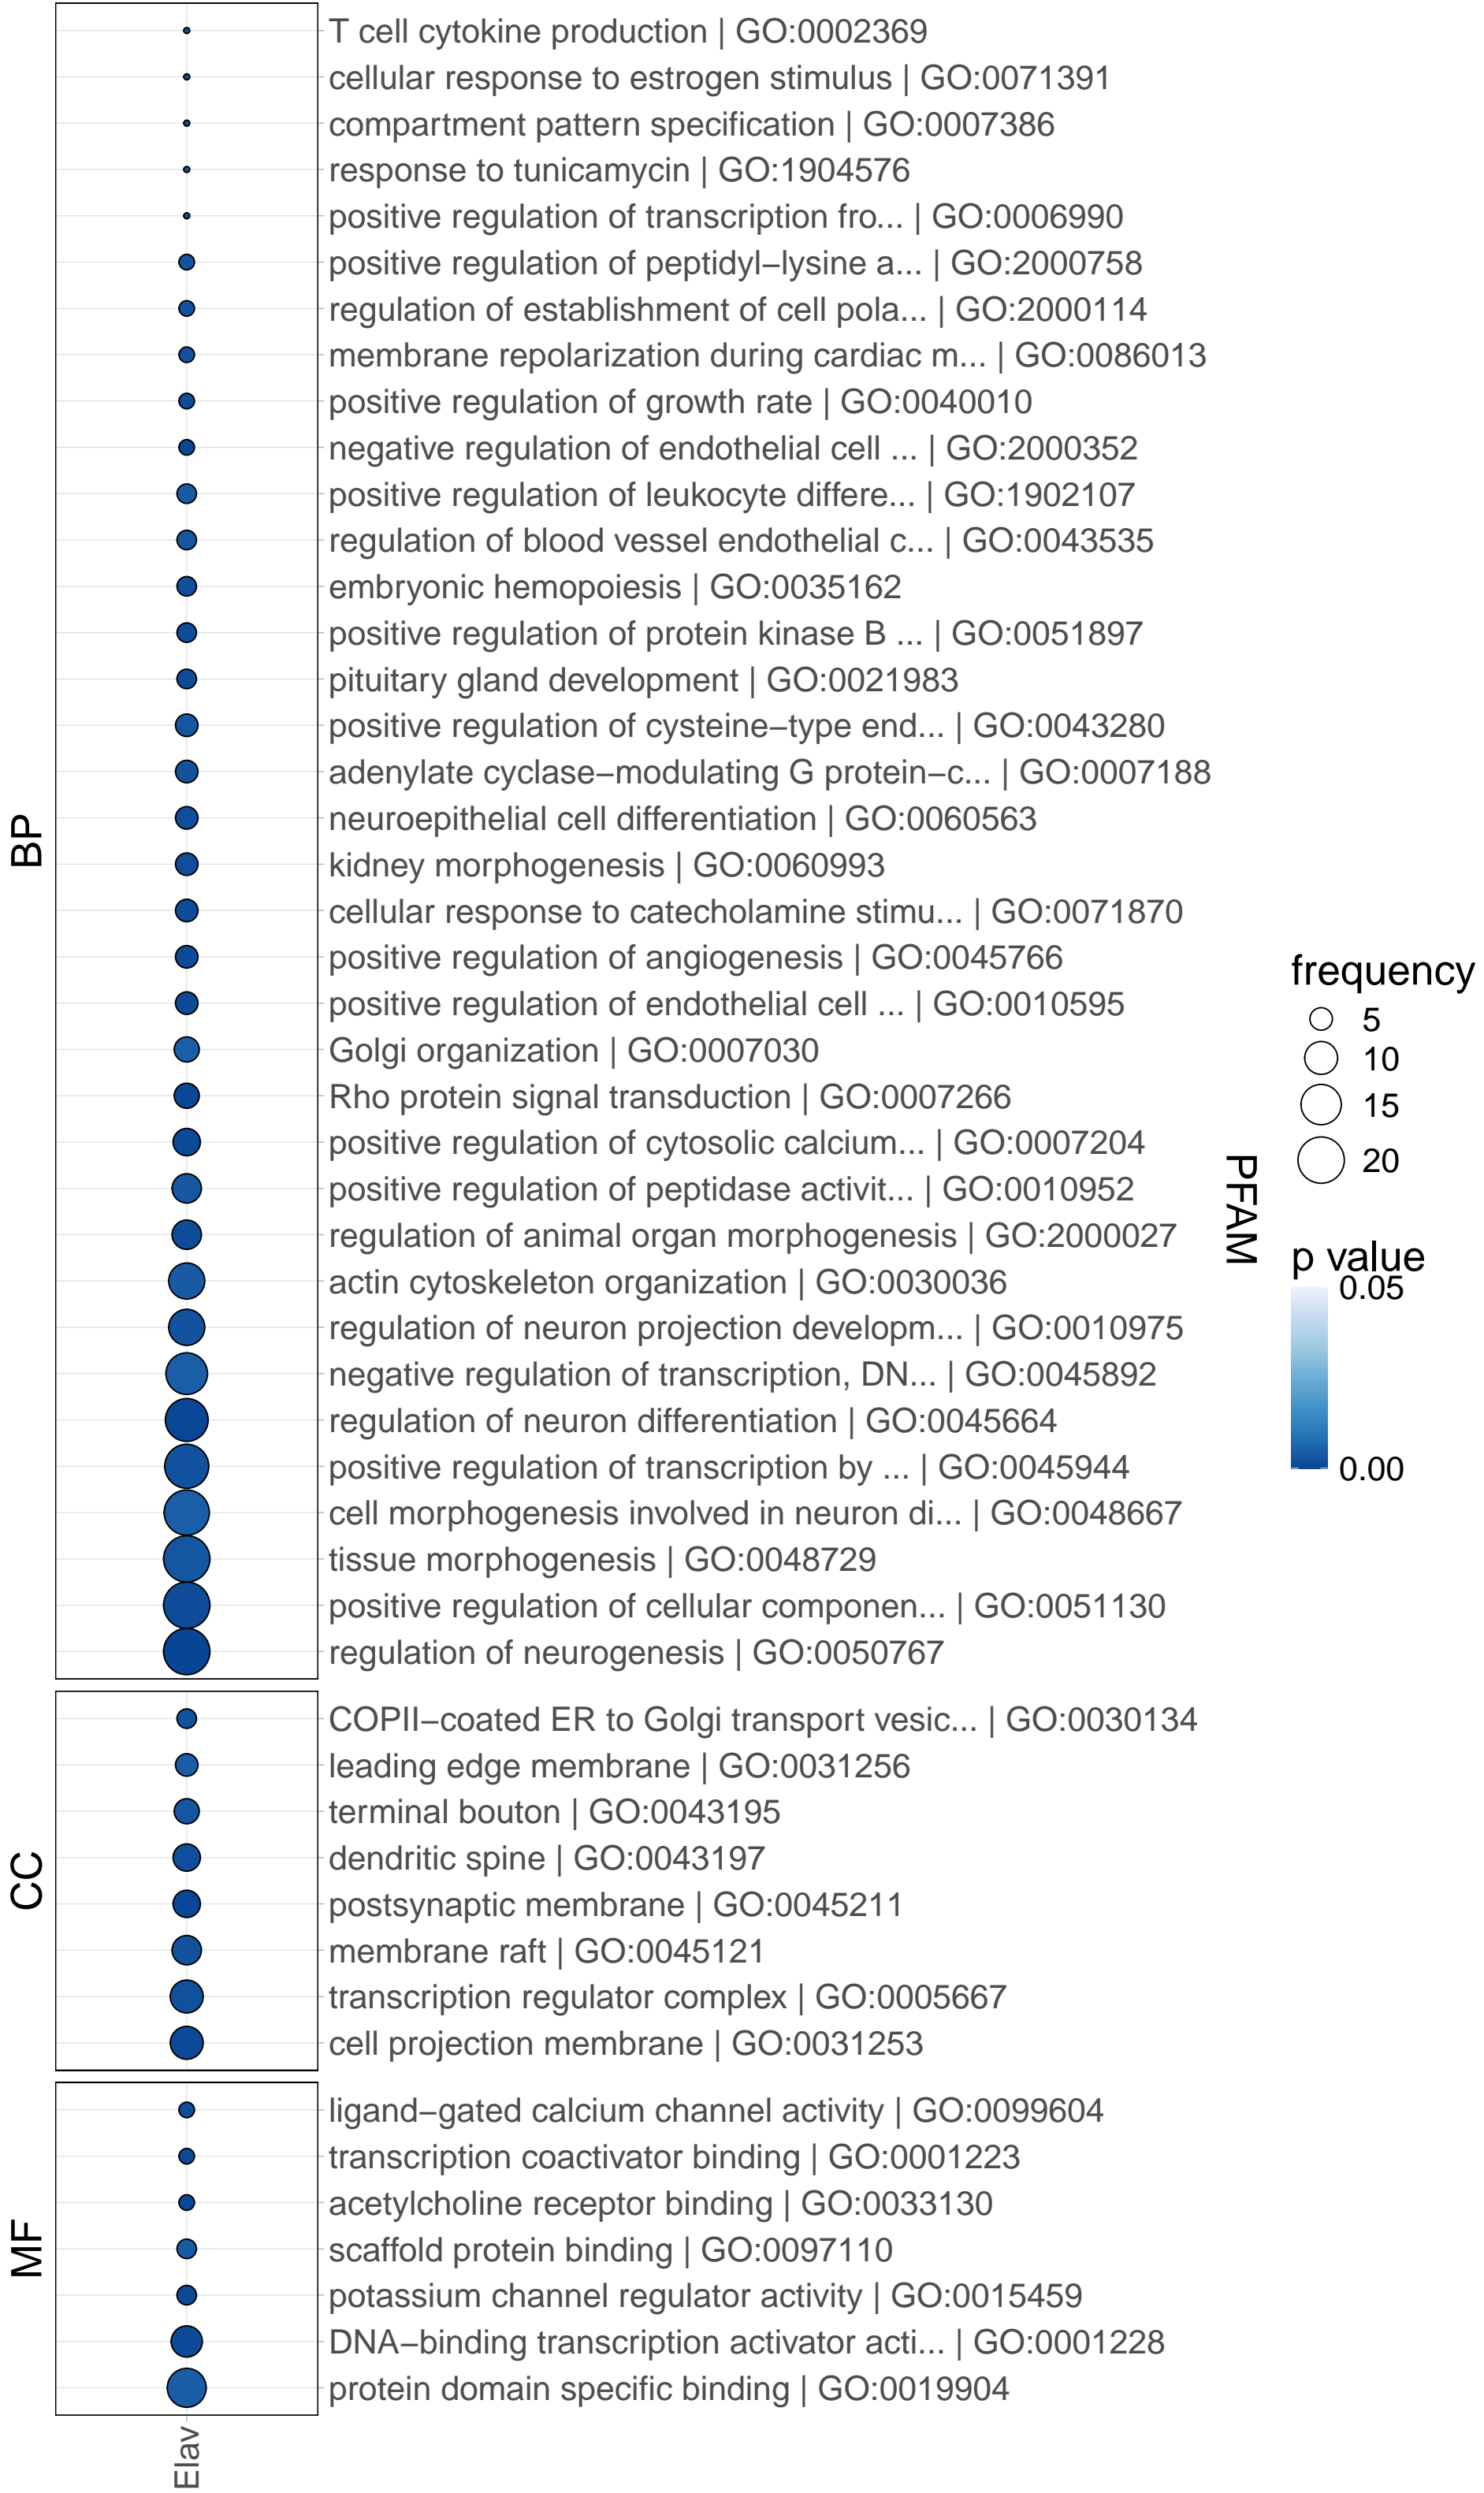 T cell cytokine production | GO:0002369
cellular response to estrogen stimulus | GO:0071391
compartment pattern specification | GO:0007386
response to tunicamycin | GO:1904576
positive regulation of transcription fro... | GO:0006990
positive regulation of peptidyl−lysine a... | GO:2000758
regulation of establishment of cell pola... | GO:2000114
membrane repolarization during cardiac m... | GO:0086013
positive regulation of growth rate | GO:0040010
negative regulation of endothelial cell ... | GO:2000352
positive regulation of leukocyte differe... | GO:1902107
regulation of blood vessel endothelial c... | GO:0043535
embryonic hemopoiesis | GO:0035162
positive regulation of protein kinase B ... | GO:0051897
pituitary gland development | GO:0021983
positive regulation of cysteine−type end... | GO:0043280
adenylate cyclase−modulating G protein−c... | GO:0007188
neuroepithelial cell differentiation | GO:0060563
kidney morphogenesis | GO:0060993
cellular response to catecholamine stimu... | GO:0071870
positive regulation of angiogenesis | GO:0045766
positive regulation of endothelial cell ... | GO:0010595
Golgi organization | GO:0007030
Rho protein signal transduction | GO:0007266
positive regulation of cytosolic calcium... | GO:0007204
positive regulation of peptidase activit... | GO:0010952
regulation of animal organ morphogenesis | GO:2000027
actin cytoskeleton organization | GO:0030036
regulation of neuron projection developm... | GO:0010975
negative regulation of transcription, DN... | GO:0045892
regulation of neuron differentiation | GO:0045664
positive regulation of transcription by ... | GO:0045944
cell morphogenesis involved in neuron di... | GO:0048667
tissue morphogenesis | GO:0048729
positive regulation of cellular componen... | GO:0051130
regulation of neurogenesis | GO:0050767
BP
COPII−coated ER to Golgi transport vesic... | GO:0030134
leading edge membrane | GO:0031256
terminal bouton | GO:0043195
dendritic spine | GO:0043197
postsynaptic membrane | GO:0045211
membrane raft | GO:0045121
transcription regulator complex | GO:0005667
cell projection membrane | GO:0031253
CC
ligand−gated calcium channel activity | GO:0099604
transcription coactivator binding | GO:0001223
acetylcholine receptor binding | GO:0033130
scaffold protein binding | GO:0097110
potassium channel regulator activity | GO:0015459
DNA−binding transcription activator acti... | GO:0001228
protein domain specific binding | GO:0019904
MF
Elav
PFAM
frequency
5
10
15
20
p value
0.05
0.00